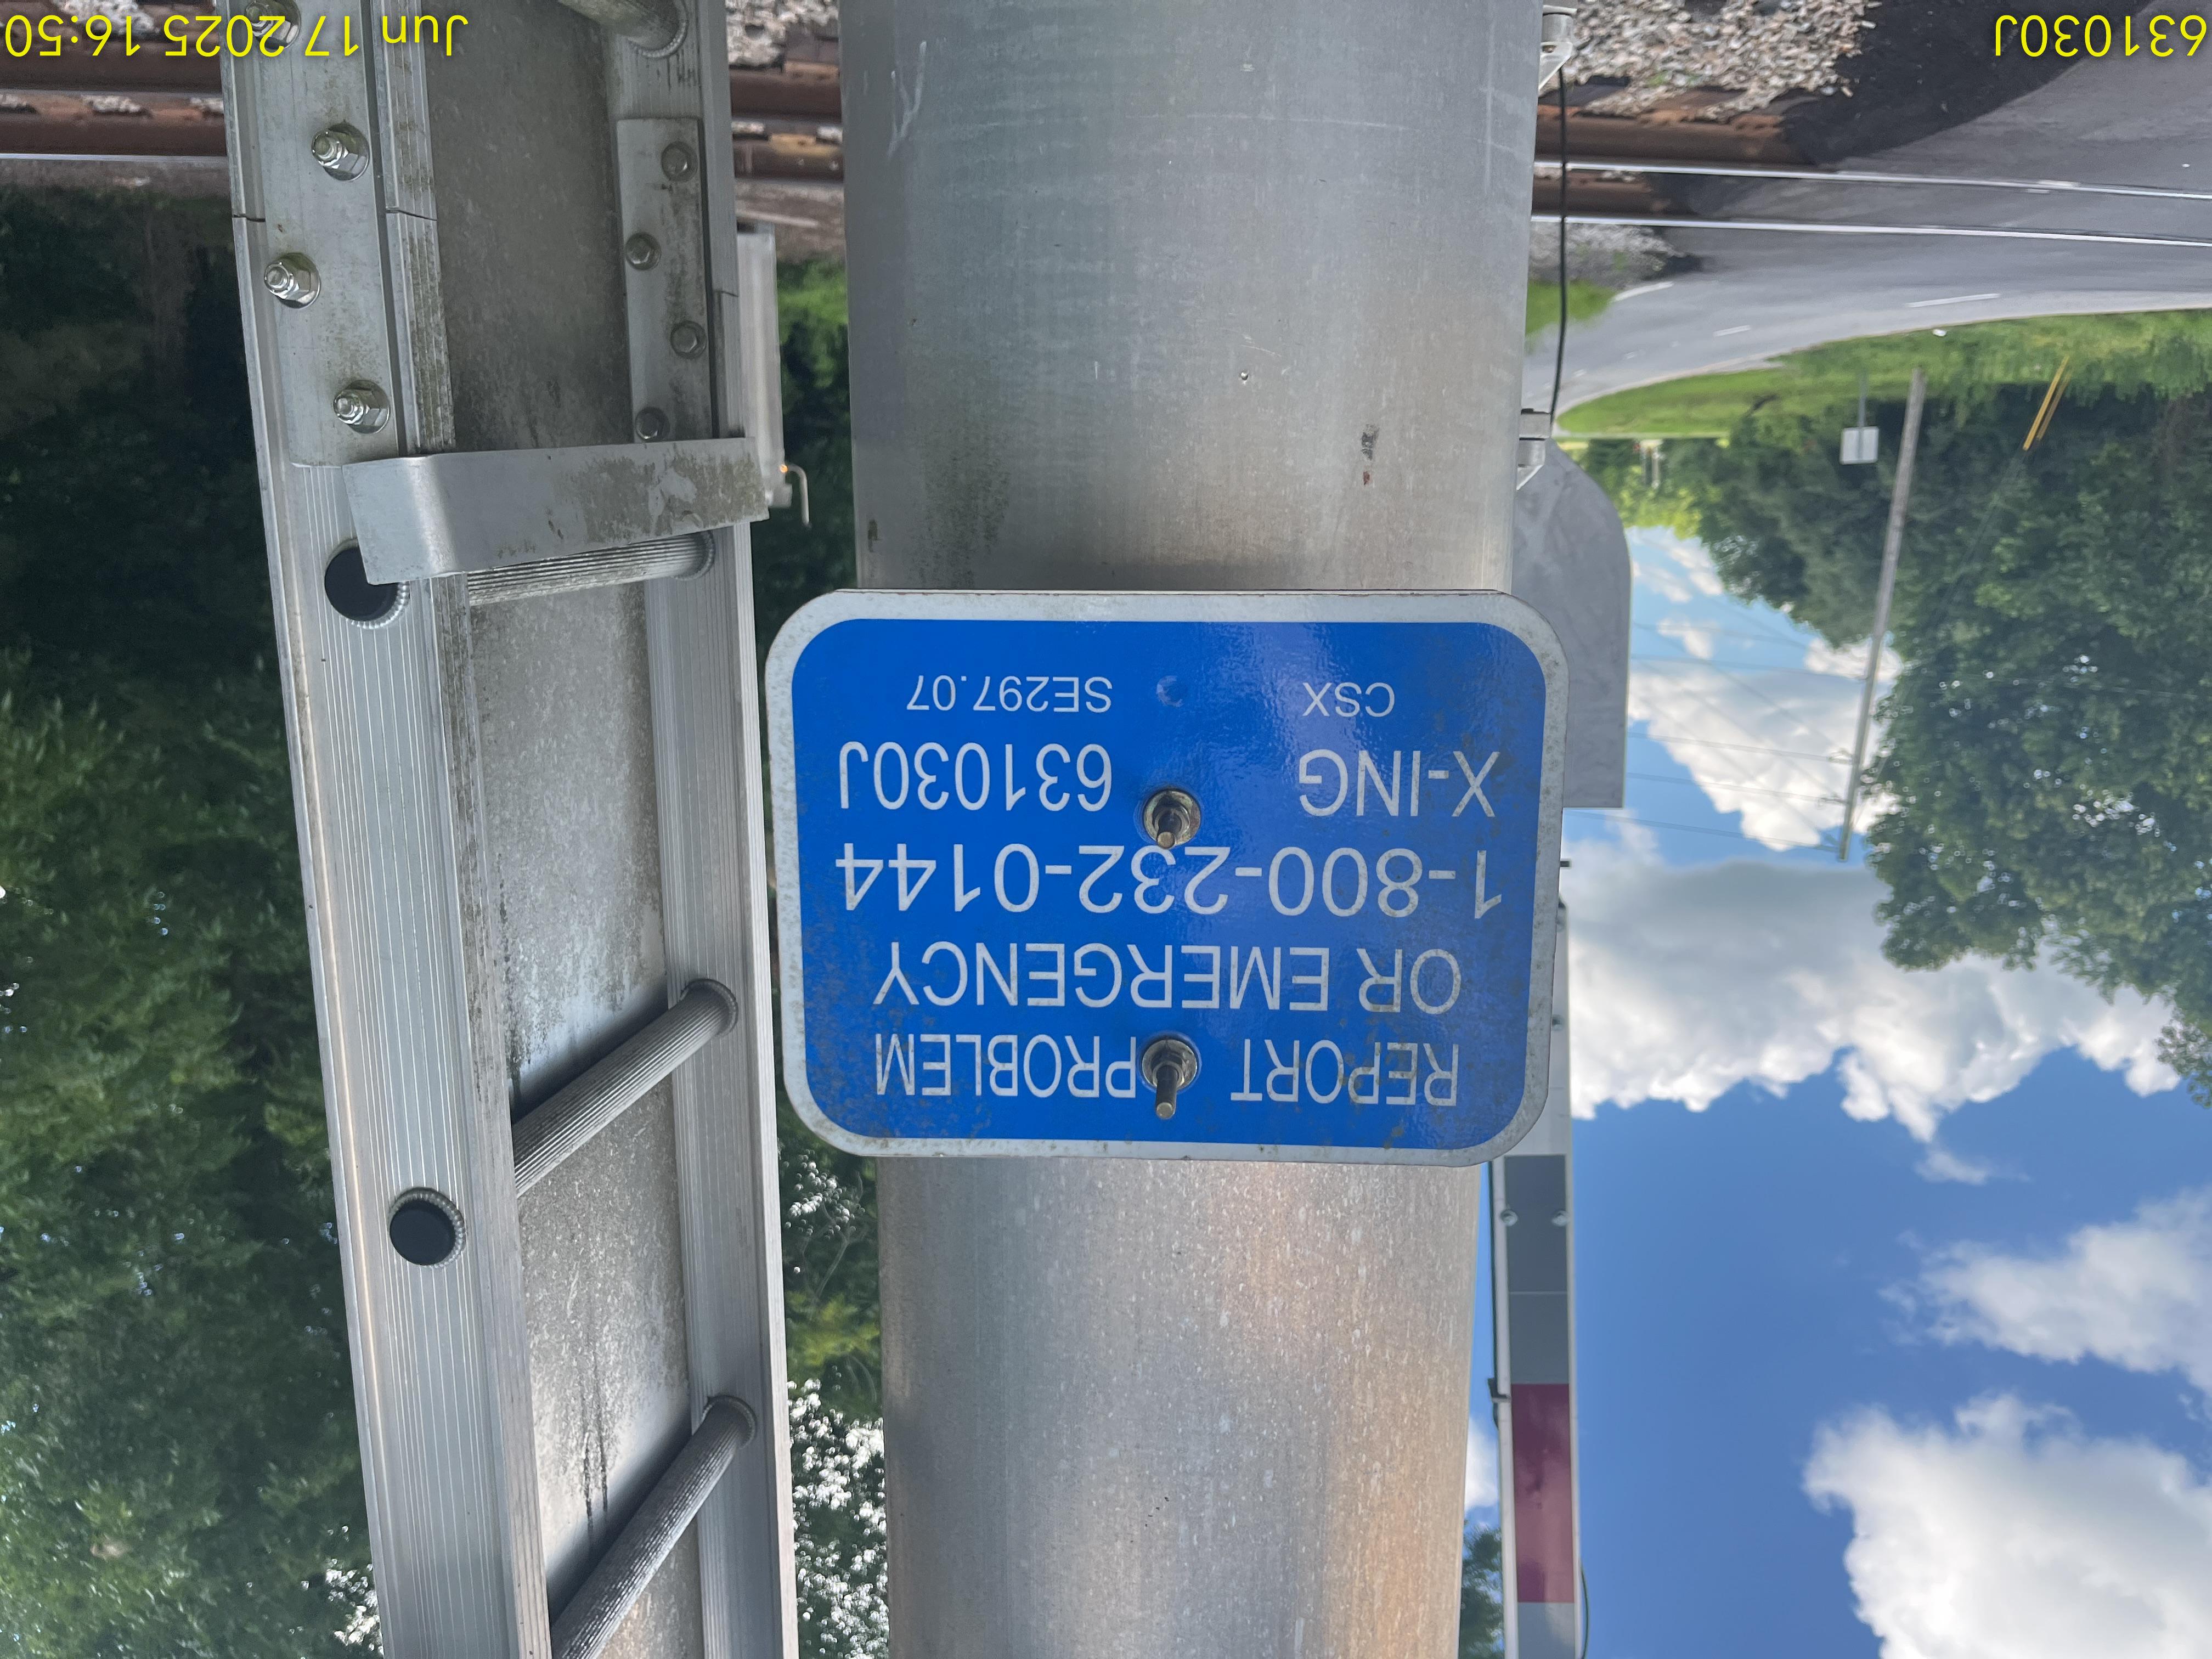 REPORT PROBLEM
OR EMERGENCY
1-800-232-0144
X-ING 631030J
CSX SE297.07
631030J
Jun 17 2025 16:50